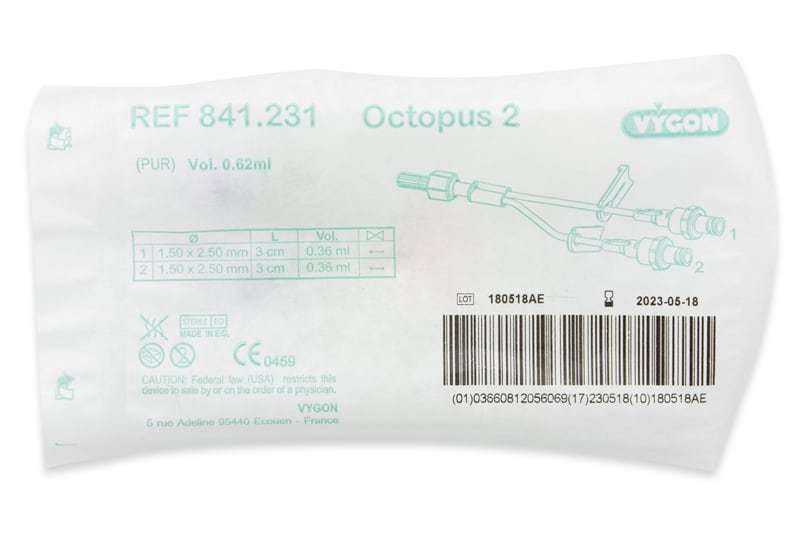 REF 841.231 Octopus 2 VYGON
(PUR) Vol. 0.62ml
Ø L Vol.
1 1.50 x 2.50 mm 3 cm 0.36 ml
2 1.50 x 2.50 mm 3 cm 0.36 ml
1
2
LOT 180518AE 2023-05-18
STERILE EO
MADE IN E.C.
2
CE 0459
CAUTION: Federal law (USA) restricts this
device to sale by or on the order of a physician.
VYGON
5 rue Adeline 95440 Ecouen - France
(01)03660812056069(17)230518(10)180518AE